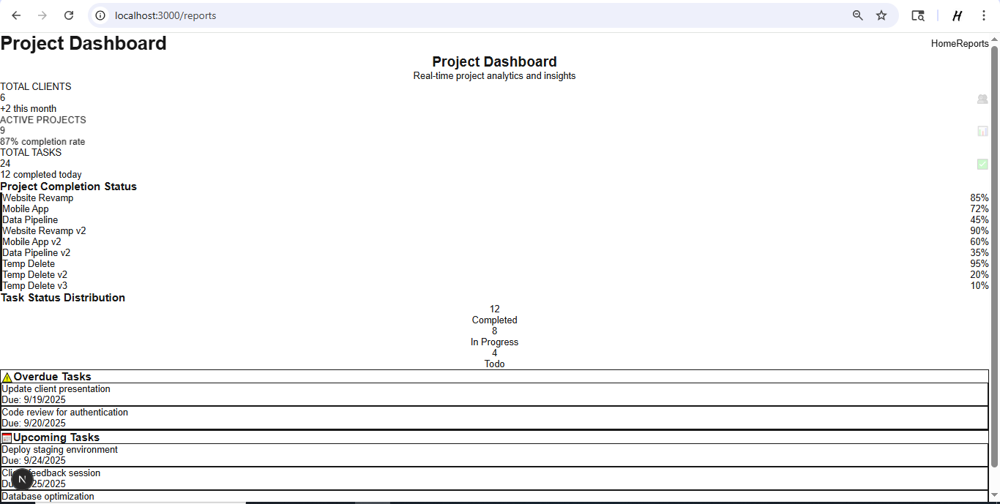 localhost:3000/reports
Project Dashboard
HomeReports
Project Dashboard
Real-time project analytics and insights
TOTAL CLIENTS
6
+2 this month
ACTIVE PROJECTS
9
87% completion rate
TOTAL TASKS
24
12 completed today
Project Completion Status
Website Revamp 85%
Mobile App 72%
Data Pipeline 45%
Website Revamp v2 90%
Mobile App v2 60%
Data Pipeline v2 35%
Temp Delete 95%
Temp Delete v2 20%
Temp Delete v3 10%
Task Status Distribution
12
Completed
8
In Progress
4
Todo
Overdue Tasks
Update client presentation
Due: 9/19/2025
Code review for authentication
Due: 9/20/2025
Upcoming Tasks
Deploy staging environment
Due: 9/24/2025
feedback session
25/2025
N
Database optimization